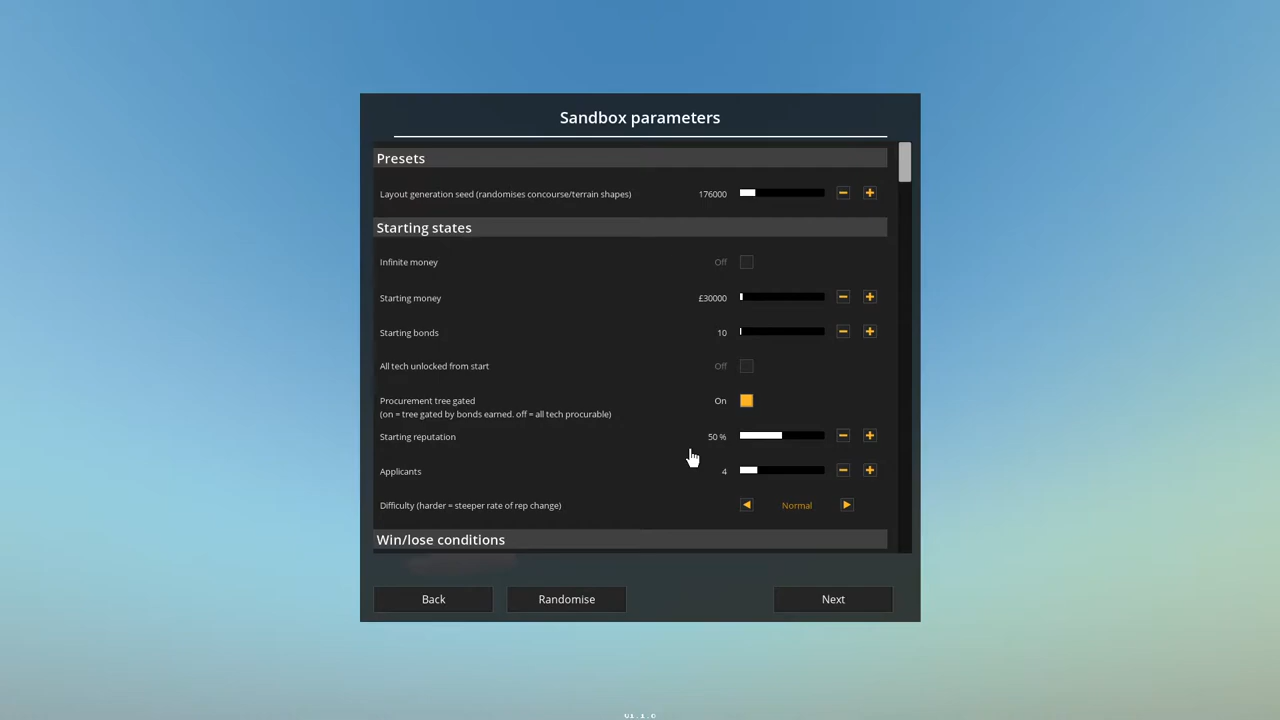 Sandbox parameters
Presets
Layout generation seed (randomises concourse/terrain shapes) 176000
Starting states
Infinite money Off
Starting money £30000
Starting bonds 10
All tech unlocked from start Off
Procurement tree gated On
(on = tree gated by bonds earned. off = all tech procurable)
Starting reputation 50 %
Applicants 4
Difficulty (harder = steeper rate of rep change) Normal
Win/lose conditions
Back Randomise Next